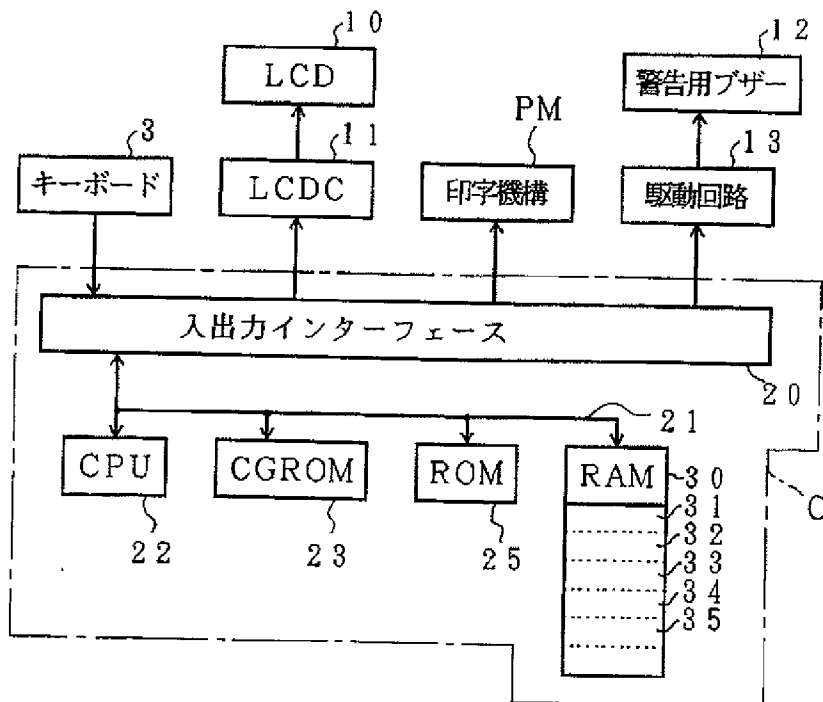 10
12
LCD
警告用ブザー
PM
3
11
13
キーボード
LCDC
印字機構
駆動回路
入出力インターフェース
20
21
CPU
CGROM
ROM
RAM
30
C
31
22
23
25
32
33
34
35